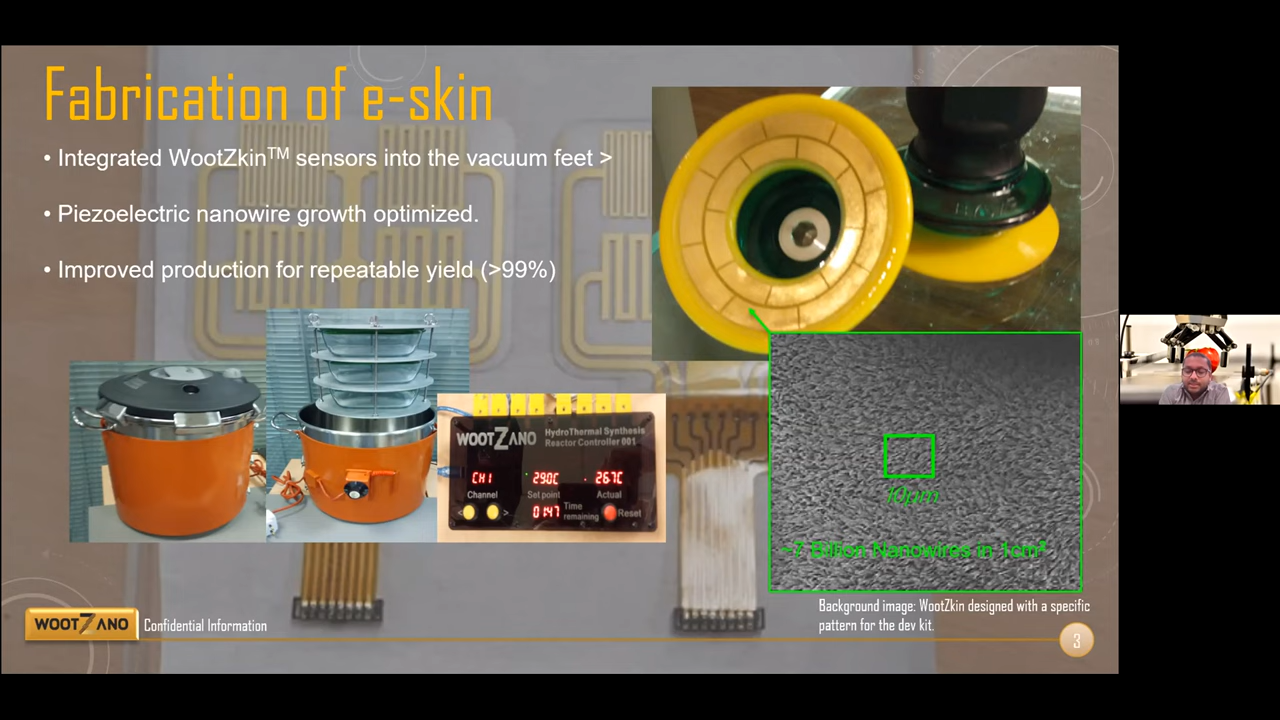 Fabrication of e-skin
• Integrated WootZkin™ sensors into the vacuum feet >
• Piezoelectric nanowire growth optimized.
• Improved production for repeatable yield (>99%)
WOOTZANO
HydroThermal Synthesis
Reactor Controller 001
CH1
290C
267C
Channel
Set point
Actual
< >
01:47
Time
remaining
Reset
10µm
~7 Billion Nanowires in 1cm²
Background image: WootZkin designed with a specific
pattern for the dev kit.
WOOTZANO
Confidential Information
3